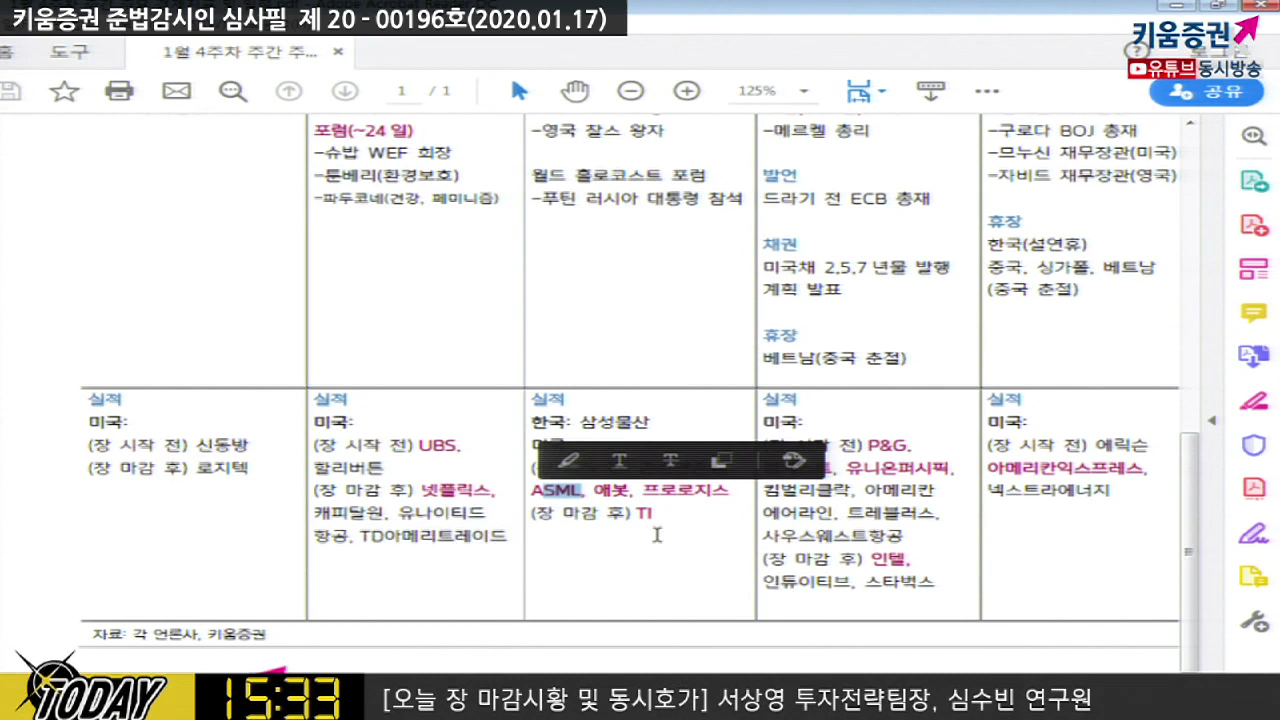 키움증권 준법감시인 심사필 제 20 - 00196호(2020.01.17)
키움증권
유튜브동시방송
홈 도구 1월 4주차 주간 주... ×
1 / 1 125% 공유
포럼(~24일)
-슈밥 WEF 회장
-툰베리(환경보호)
-파두코네(건강, 페미니즘)
-영국 찰스 왕자
월드 홀로코스트 포럼
-푸틴 러시아 대통령 참석
-메르켈 총리
발언
드라기 전 ECB 총재
채권
미국채 2,5,7년물 발행
계획 발표
휴장
베트남(중국 춘절)
-구로다 BOJ 총재
-므누신 재무장관(미국)
-자비드 재무장관(영국)
휴장
한국(설연휴)
중국, 싱가폴, 베트남
(중국 춘절)
실적
미국:
(장 시작 전) 신동방
(장 마감 후) 로지텍
실적
미국:
(장 시작 전) UBS,
할리버튼
(장 마감 후) 넷플릭스,
캐피탈원, 유나이티드
항공, TD아메리트레이드
실적
한국: 삼성물산
ASML, 애봇, 프로로지스
(장 마감 후) TI
실적
미국:
전) P&G,
유니온퍼시픽,
킴벌리클락, 아메리칸
에어라인, 트레블러스,
사우스웨스트항공
(장 마감 후) 인텔,
인튜이티브, 스타벅스
실적
미국:
(장 시작 전) 에릭슨
아메리칸익스프레스,
넥스트라에너지
자료: 각 언론사, 키움증권
TODAY 15:33 [오늘 장 마감시황 및 동시호가] 서상영 투자전략팀장, 심수빈 연구원